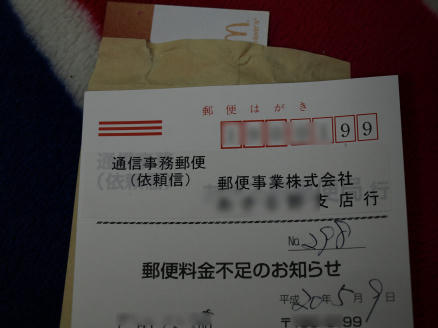 郵便はがき
99
通信事務郵便
(依頼信)
郵便事業株式会社
支店行
No. 298
郵便料金不足のお知らせ
平成20年5月9日
〒 99